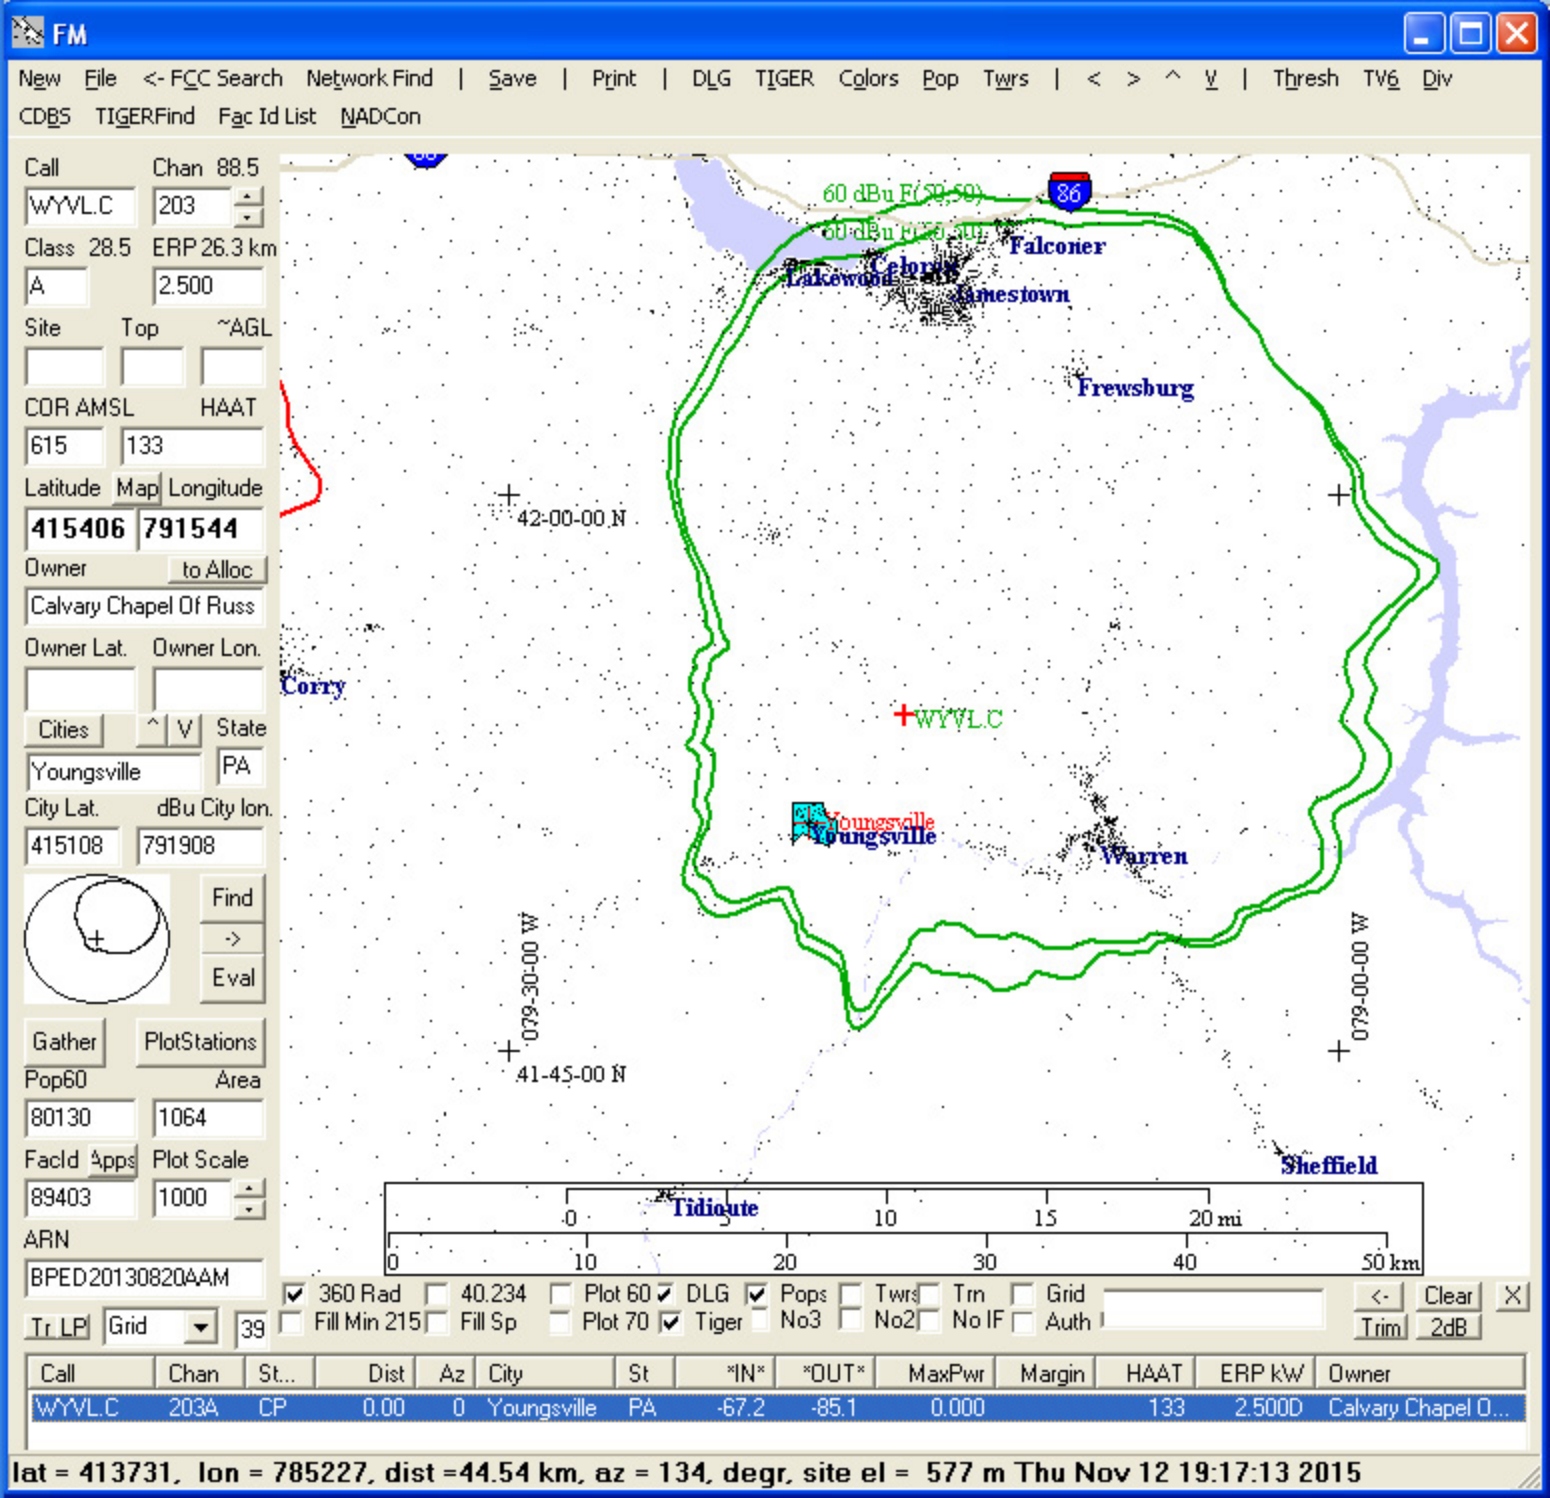 FM
New File <- FCC Search Network Find | Save | Print | DLG TIGER Colors Pop Twrs | < > ^ V | Thresh TV6 Div
CDBS TIGERFind Fac Id List NADCon
Call Chan 88.5
WYVL.C 203
Class 28.5 ERP 26.3 km
A 2.500
Site Top ~AGL
COR AMSL HAAT
615 133
Latitude Map Longitude
415406 791544
Owner to Alloc
Calvary Chapel Of Russ
Owner Lat. Owner Lon.
Cities ^ V State
Youngsville PA
City Lat. dBu City lon.
415108 791908
Find
->
Eval
Gather PlotStations
Pop60 Area
80130 1064
FacId Apps Plot Scale
89403 1000
ARN
BPED20130820AAM
Tr LP Grid 39
60 dBu F(50,50)
86
60 dBu F(50,50)
Falconer
Celoron
Lakewood
Jamestown
Frewsburg
42-00-00 N
Corry
WYVL.C
Youngsville
Youngsville
Warren
079-30-00 W
079-00-00 W
41-45-00 N
Sheffield
Tidioute
0 5 10 15 20 mi
0 10 20 30 40 50 km
360 Rad 40.234 Plot 60 DLG Pops Twrs Trn Grid <- Clear X
Fill Min 215 Fill Sp Plot 70 Tiger No3 No2 No IF Auth Trim 2dB
Call Chan St... Dist Az City St *IN* *OUT* MaxPwr Margin HAAT ERP kW Owner
WYVL.C 203A CP 0.00 0 Youngsville PA -67.2 -85.1 0.000 133 2.500D Calvary Chapel O...
lat = 413731, lon = 785227, dist =44.54 km, az = 134, degr, site el = 577 m Thu Nov 12 19:17:13 2015